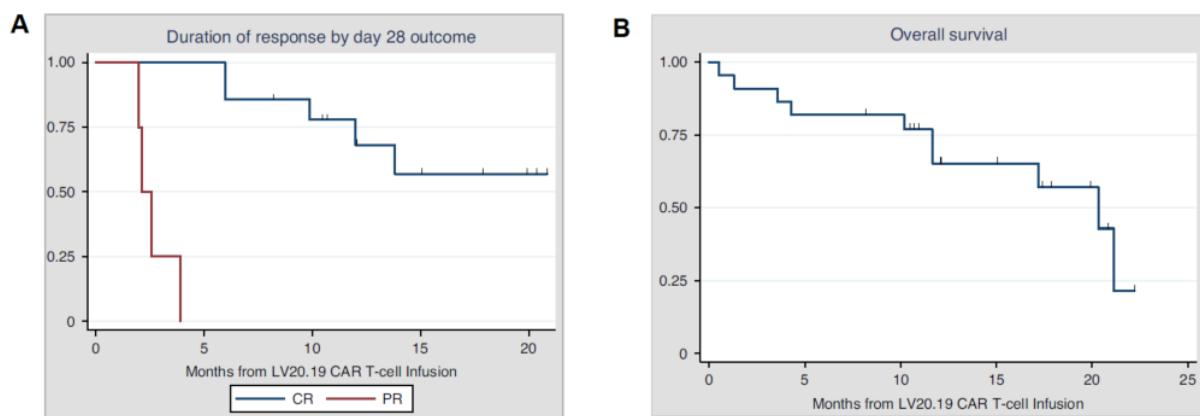 A
Duration of response by day 28 outcome
1.00
0.75
0.50
0.25
0
0 5 10 15 20
Months from LV20.19 CAR T-cell Infusion
CR PR
B
Overall survival
1.00
0.75
0.50
0.25
0
0 5 10 15 20 25
Months from LV20.19 CAR T-cell Infusion